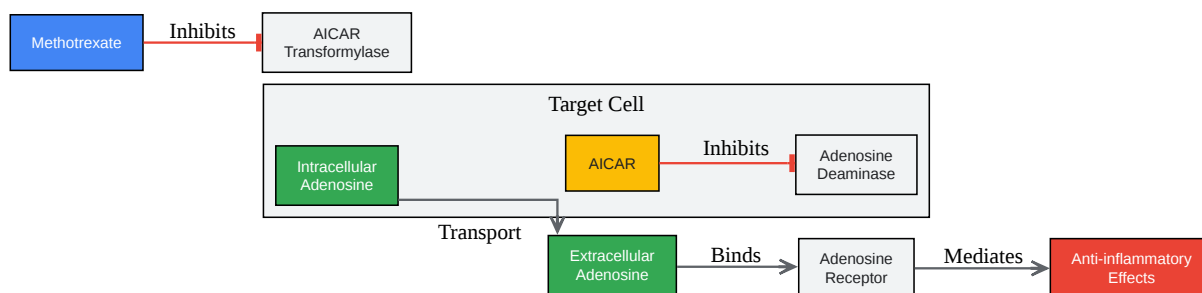 Methotrexate
Inhibits
AICAR
Transformylase
Target Cell
Intracellular
Adenosine
AICAR
Inhibits
Adenosine
Deaminase
Transport
Extracellular
Adenosine
Binds
Adenosine
Receptor
Mediates
Anti-inflammatory
Effects